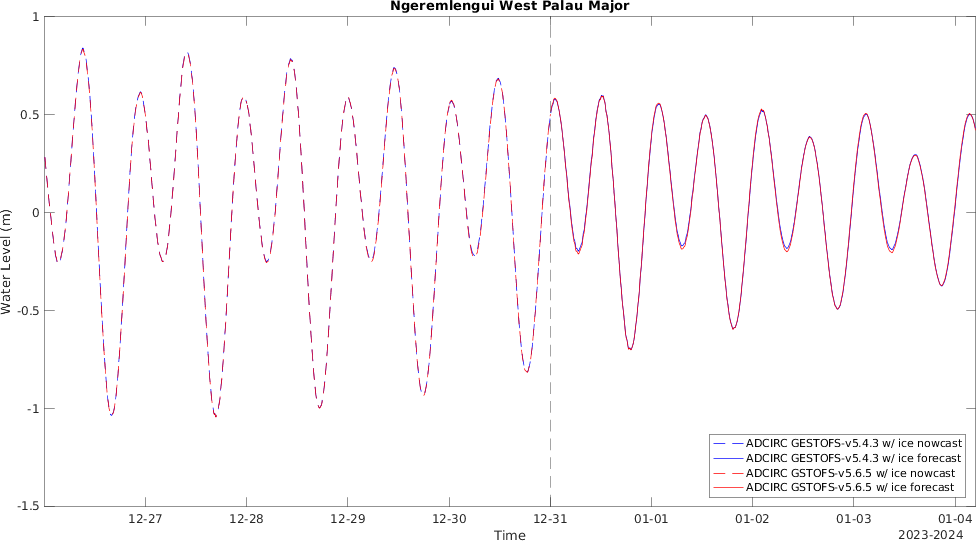 Ngeremlengui West Palau Major
1
0.5
0
-0.5
-1
-1.5
Water Level (m)
12-27 12-28 12-29 12-30 12-31 01-01 01-02 01-03 01-04
Time
2023-2024
ADCIRC GESTOFS-v5.4.3 w/ ice nowcast
ADCIRC GESTOFS-v5.4.3 w/ ice forecast
ADCIRC GSTOFS-v5.6.5 w/ ice nowcast
ADCIRC GSTOFS-v5.6.5 w/ ice forecast